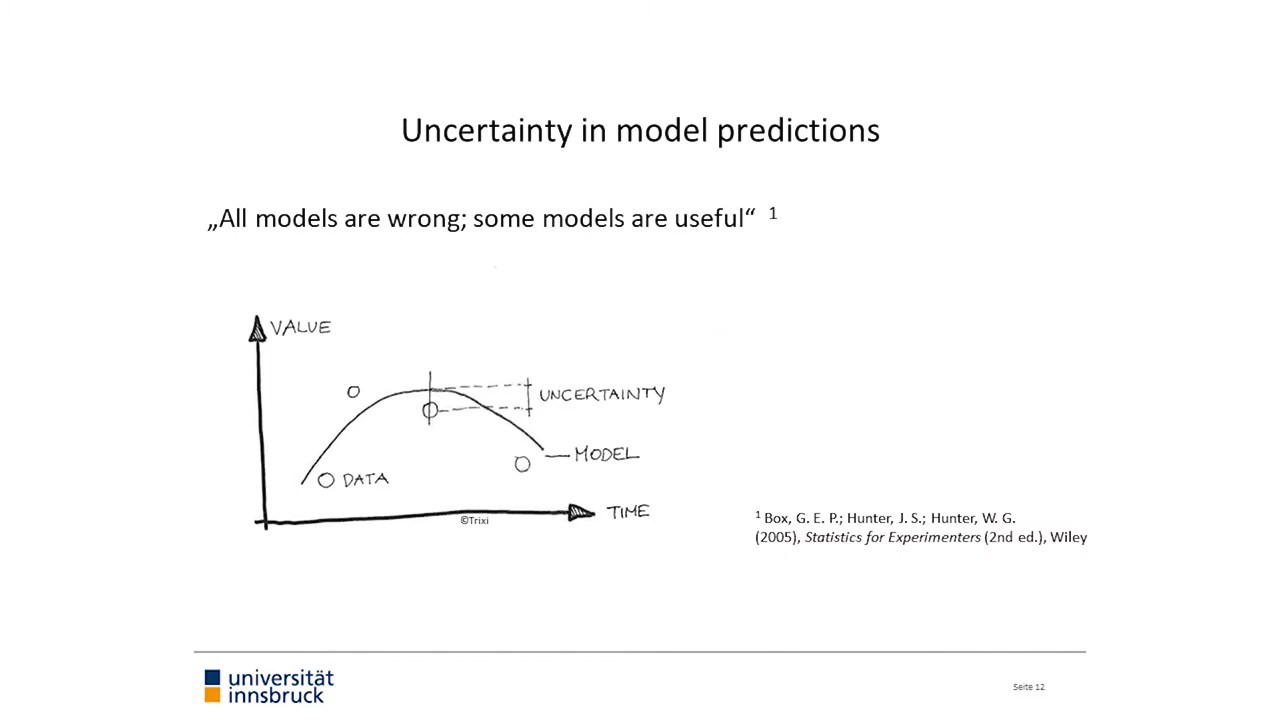 Uncertainty in model predictions
„All models are wrong; some models are useful“ 1
VALUE
UNCERTAINTY
MODEL
DATA
TIME
©Trixi
1 Box, G. E. P.; Hunter, J. S.; Hunter, W. G.
(2005), Statistics for Experimenters (2nd ed.), Wiley
universität
innsbruck
Seite 12